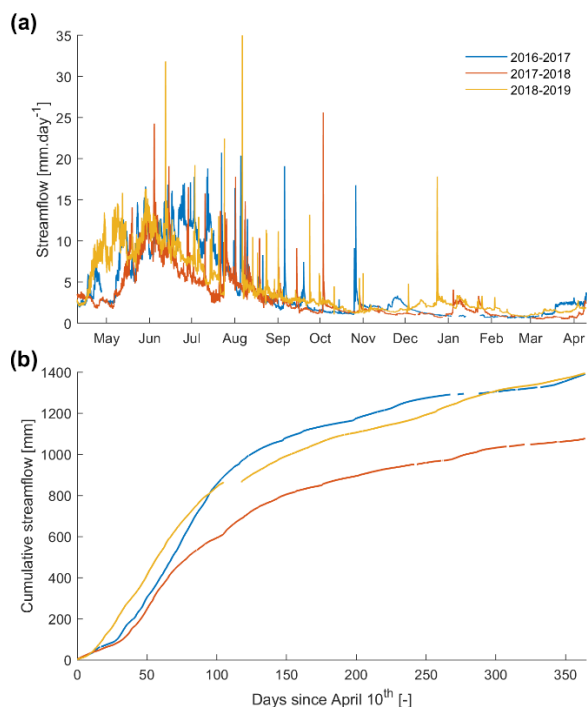 (a)
35
30
25
20
15
10
5
0
Streamflow [mm.day⁻¹]
2016-2017
2017-2018
2018-2019
May Jun Jul Aug Sep Oct Nov Dec Jan Feb Mar Apr
(b)
1400
1200
1000
800
600
400
200
0
Cumulative streamflow [mm]
0 50 100 150 200 250 300 350
Days since April 10th [-]